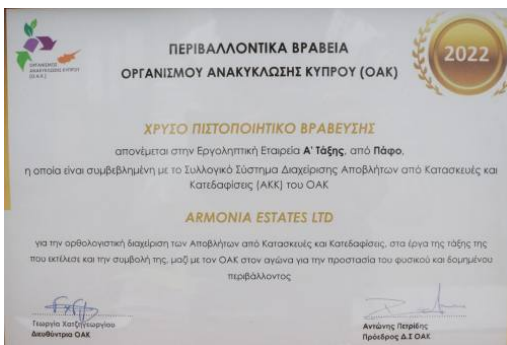 ΟΡΓΑΝΙΣΜΟΣ
ΑΝΑΚΥΚΛΩΣΗΣ ΚΥΠΡΟΥ
(Ο.Α.Κ.)
ΠΕΡΙΒΑΛΛΟΝΤΙΚΑ ΒΡΑΒΕΙΑ
ΟΡΓΑΝΙΣΜΟΥ ΑΝΑΚΥΚΛΩΣΗΣ ΚΥΠΡΟΥ (ΟΑΚ)
2022
ΧΡΥΣΟ ΠΙΣΤΟΠΟΙΗΤΙΚΟ ΒΡΑΒΕΥΣΗΣ
απονέμεται στην Εργοληπτική Εταιρεία Α' Τάξης, από Πάφο,
η οποία είναι συμβεβλημένη με το Συλλογικό Σύστημα Διαχείρισης Αποβλήτων από Κατασκευές και
Κατεδαφίσεις (ΑΚΚ) του ΟΑΚ
ARMONIA ESTATES LTD
για την ορθολογιστική διαχείριση των Αποβλήτων από Κατασκευές και Κατεδαφίσεις, στα έργα της τάξης της
που εκτέλεσε και την συμβολή της, μαζί με τον ΟΑΚ στον αγώνα για την προστασία του φυσικού και δομημένου
περιβάλλοντος
Γεωργία Χατζηγεωργίου
Διευθύντρια ΟΑΚ
Αντώνης Πετρίδης
Πρόεδρος Δ.Σ ΟΑΚ